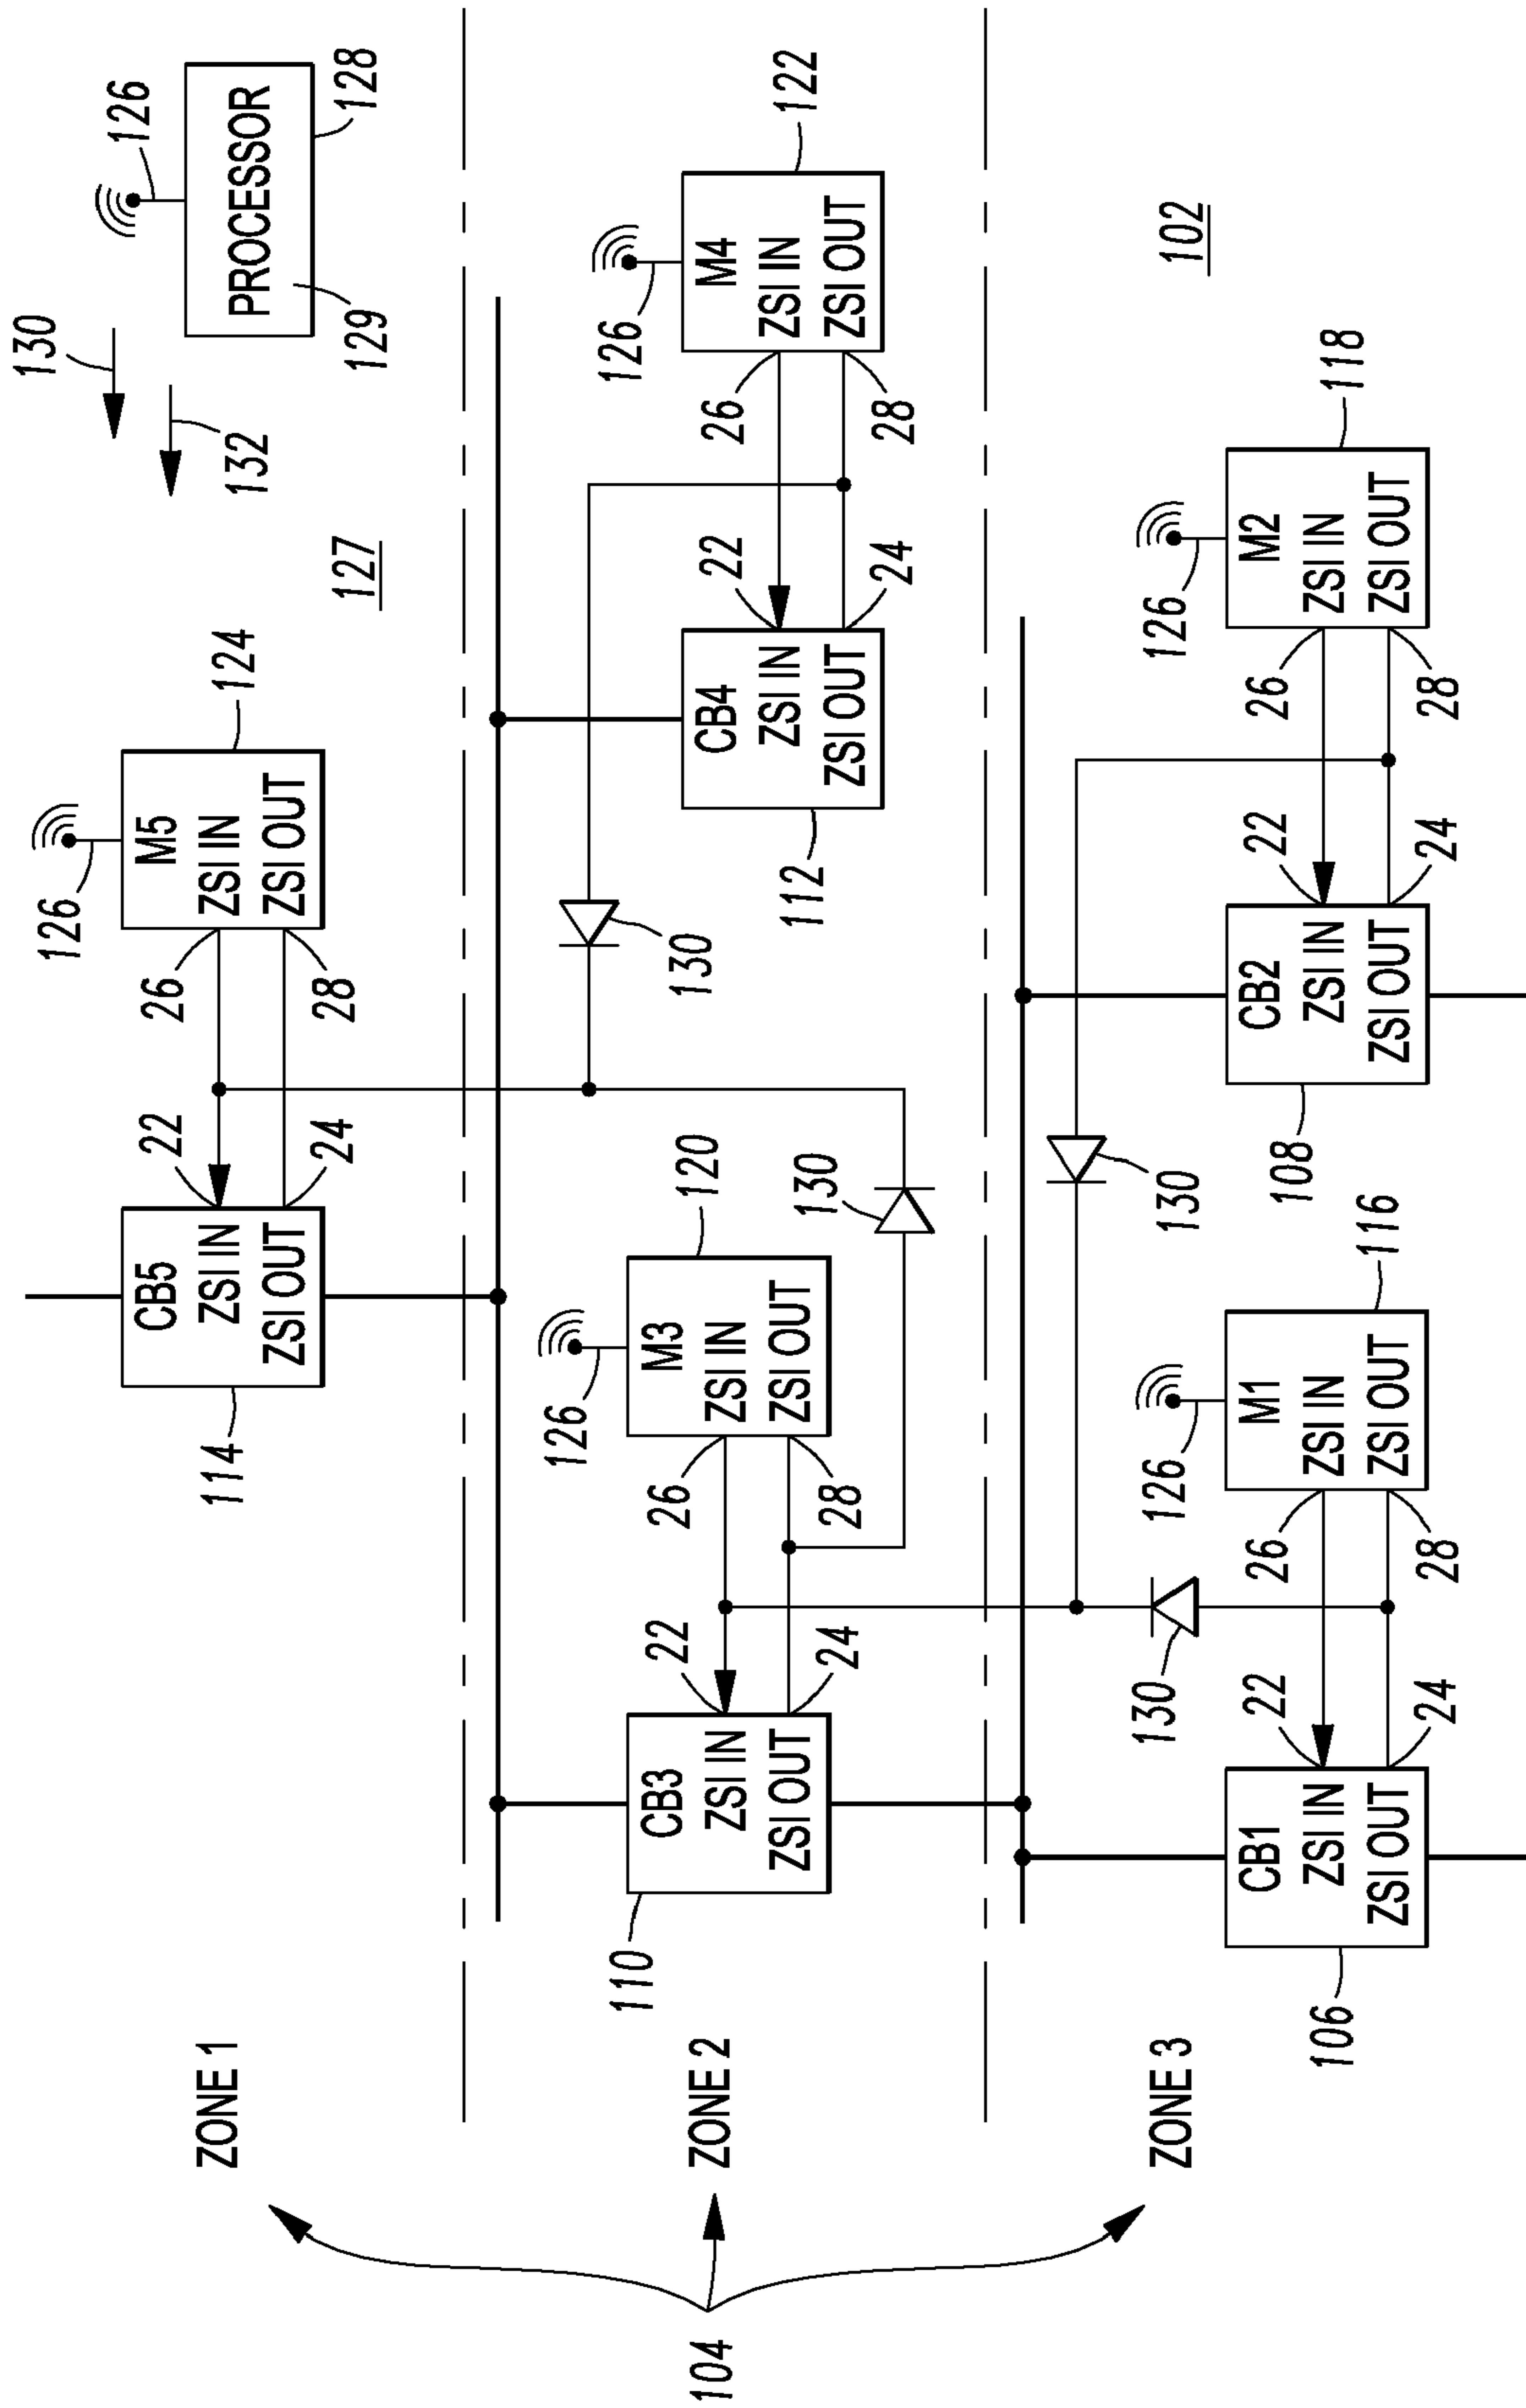 130
132
126
PROCESSOR
129
128
127
ZONE 1
114
CB5
ZSI IN
ZSI OUT
22
24
126
26
28
M5
ZSI IN
ZSI OUT
124
104
ZONE 2
110
CB3
ZSI IN
ZSI OUT
22
24
126
26
28
M3
ZSI IN
ZSI OUT
120
130
130
112
CB4
ZSI IN
ZSI OUT
22
24
126
26
28
M4
ZSI IN
ZSI OUT
122
ZONE 3
102
106
CB1
ZSI IN
ZSI OUT
22
24
130
126
26
28
M1
ZSI IN
ZSI OUT
116
130
108
CB2
ZSI IN
ZSI OUT
22
24
126
26
28
M2
ZSI IN
ZSI OUT
118